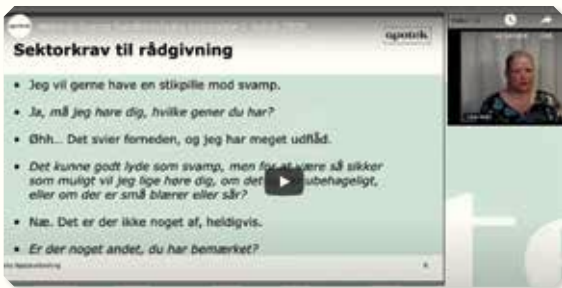 apotek
Sektorkrav til rådgivning
• Jeg vil gerne have en stikpille mod svamp.
• Ja, må jeg høre dig, hvilke gener du har?
• Øhh… Det svier forneden, og jeg har meget udflåd.
• Det kunne godt lyde som svamp, men for at være så sikker
som muligt vil jeg lige høre dig, om det ubehageligt,
eller om der er små blærer eller sår?
• Næ. Det er der ikke noget af, heldigvis.
• Er der noget andet, du har bemærket?
te